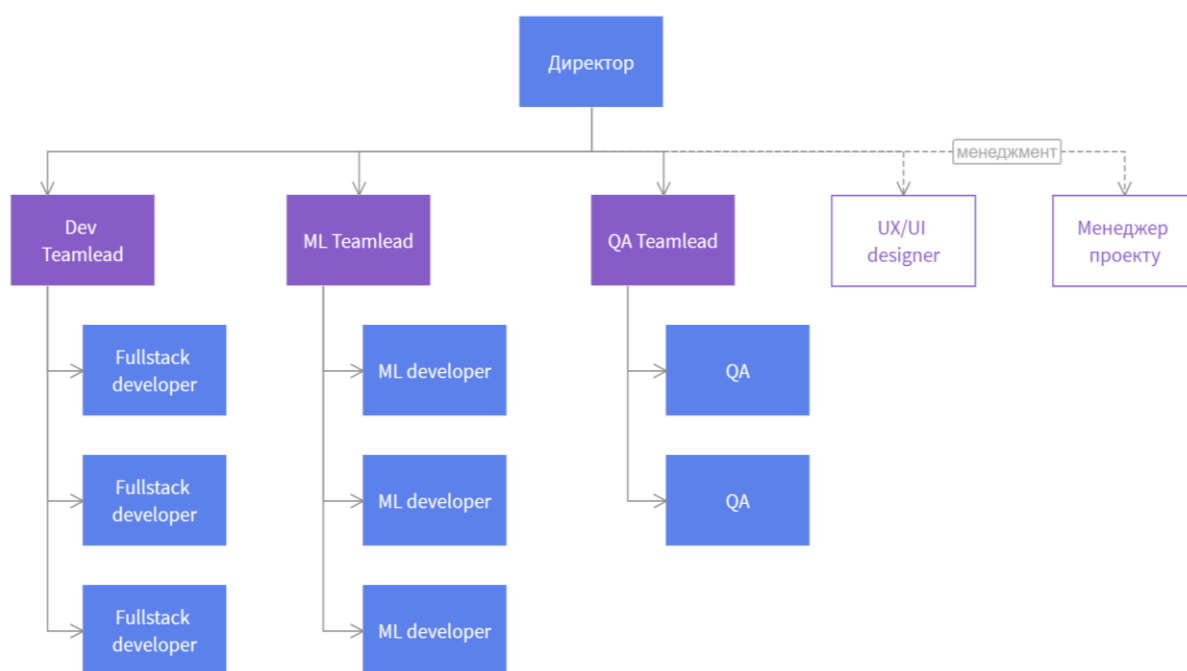 Директор
менеджмент
Dev
Teamlead
ML Teamlead
QA Teamlead
UX/UI
designer
Менеджер
проекту
Fullstack
developer
ML developer
QA
Fullstack
developer
ML developer
QA
Fullstack
developer
ML developer